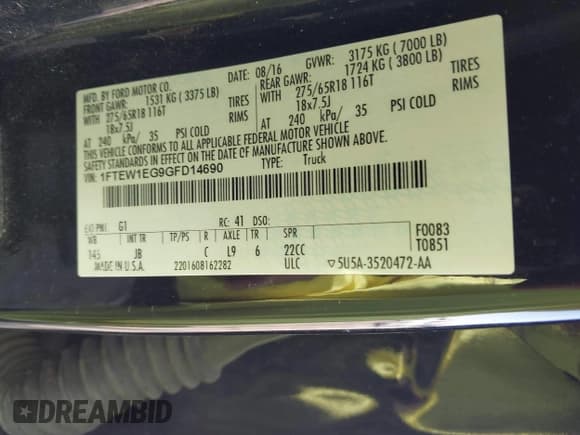 MFD. BY FORD MOTOR CO.
DATE: 08/16 GVWR: 3175 KG ( 7000 LB)
FRONT GAWR: 1531 KG ( 3375 LB)
REAR GAWR: 1724 KG ( 3800 LB)
WITH 275/65R18 116T TIRES
WITH 275/65R18 116T TIRES
18x7.5J RIMS
18x7.5J RIMS
AT 240 kPa/ 35 PSI COLD
AT 240 kPa/ 35 PSI COLD
THIS VEHICLE CONFORMS TO ALL APPLICABLE FEDERAL MOTOR VEHICLE
SAFETY STANDARDS IN EFFECT ON THE DATE OF MANUFACTURE SHOWN ABOVE.
VIN: 1FTEW1EG9GFD14690
TYPE: Truck
EXT PNT: G1 RC: 41 DSO:
WB INT TR TP/PS R AXLE TR SPR
145 JB C L9 6 22CC
F0083
T0851
MADE IN U.S.A. 2201608162282 ULC ▽5U5A-3520472-AA
DREAMBID